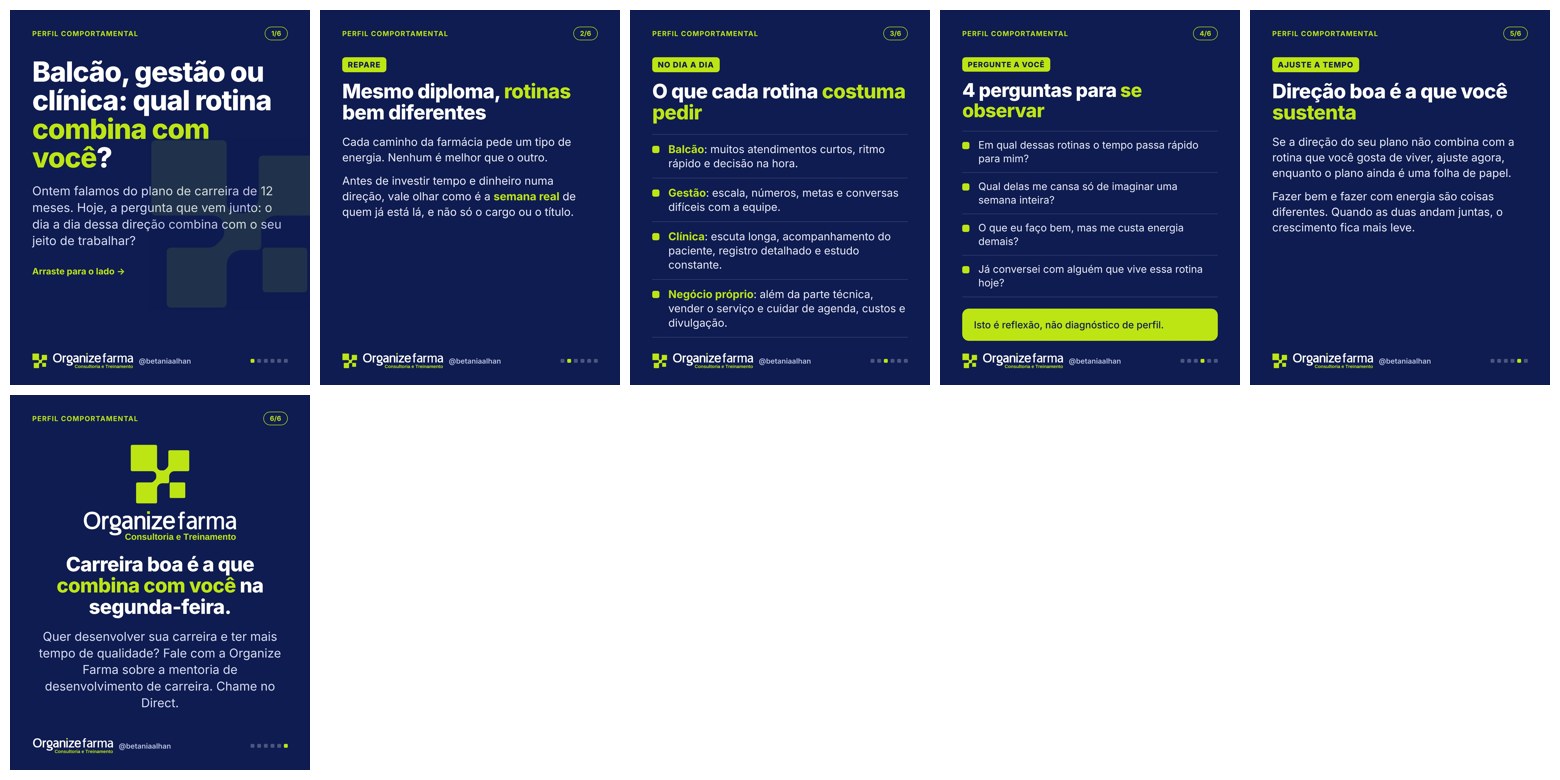 PERFIL COMPORTAMENTAL
1/6
Balcão, gestão ou
clínica: qual rotina
combina com
você?
Ontem falamos do plano de carreira de 12
meses. Hoje, a pergunta que vem junto: o
dia a dia dessa direção combina com o seu
jeito de trabalhar?
Arraste para o lado →
Organizefarma
Consultoria e Treinamento
@betaniaalhan
PERFIL COMPORTAMENTAL
2/6
REPARE
Mesmo diploma, rotinas
bem diferentes
Cada caminho da farmácia pede um tipo de
energia. Nenhum é melhor que o outro.
Antes de investir tempo e dinheiro numa
direção, vale olhar como é a semana real de
quem já está lá, e não só o cargo ou o título.
Organizefarma
Consultoria e Treinamento
@betaniaalhan
PERFIL COMPORTAMENTAL
3/6
NO DIA A DIA
O que cada rotina costuma
pedir
Balcão: muitos atendimentos curtos, ritmo
rápido e decisão na hora.
Gestão: escala, números, metas e conversas
difíceis com a equipe.
Clínica: escuta longa, acompanhamento do
paciente, registro detalhado e estudo
constante.
Negócio próprio: além da parte técnica,
vender o serviço e cuidar de agenda, custos e
divulgação.
Organizefarma
Consultoria e Treinamento
@betaniaalhan
PERFIL COMPORTAMENTAL
4/6
PERGUNTE A VOCÊ
4 perguntas para se
observar
Em qual dessas rotinas o tempo passa rápido
para mim?
Qual delas me cansa só de imaginar uma
semana inteira?
O que eu faço bem, mas me custa energia
demais?
Já conversei com alguém que vive essa rotina
hoje?
Isto é reflexão, não diagnóstico de perfil.
Organizefarma
Consultoria e Treinamento
@betaniaalhan
PERFIL COMPORTAMENTAL
5/6
AJUSTE A TEMPO
Direção boa é a que você
sustenta
Se a direção do seu plano não combina com a
rotina que você gosta de viver, ajuste agora,
enquanto o plano ainda é uma folha de papel.
Fazer bem e fazer com energia são coisas
diferentes. Quando as duas andam juntas, o
crescimento fica mais leve.
Organizefarma
Consultoria e Treinamento
@betaniaalhan
PERFIL COMPORTAMENTAL
6/6
Organizefarma
Consultoria e Treinamento
Carreira boa é a que
combina com você na
segunda-feira.
Quer desenvolver sua carreira e ter mais
tempo de qualidade? Fale com a Organize
Farma sobre a mentoria de
desenvolvimento de carreira. Chame no
Direct.
Organizefarma
Consultoria e Treinamento
@betaniaalhan